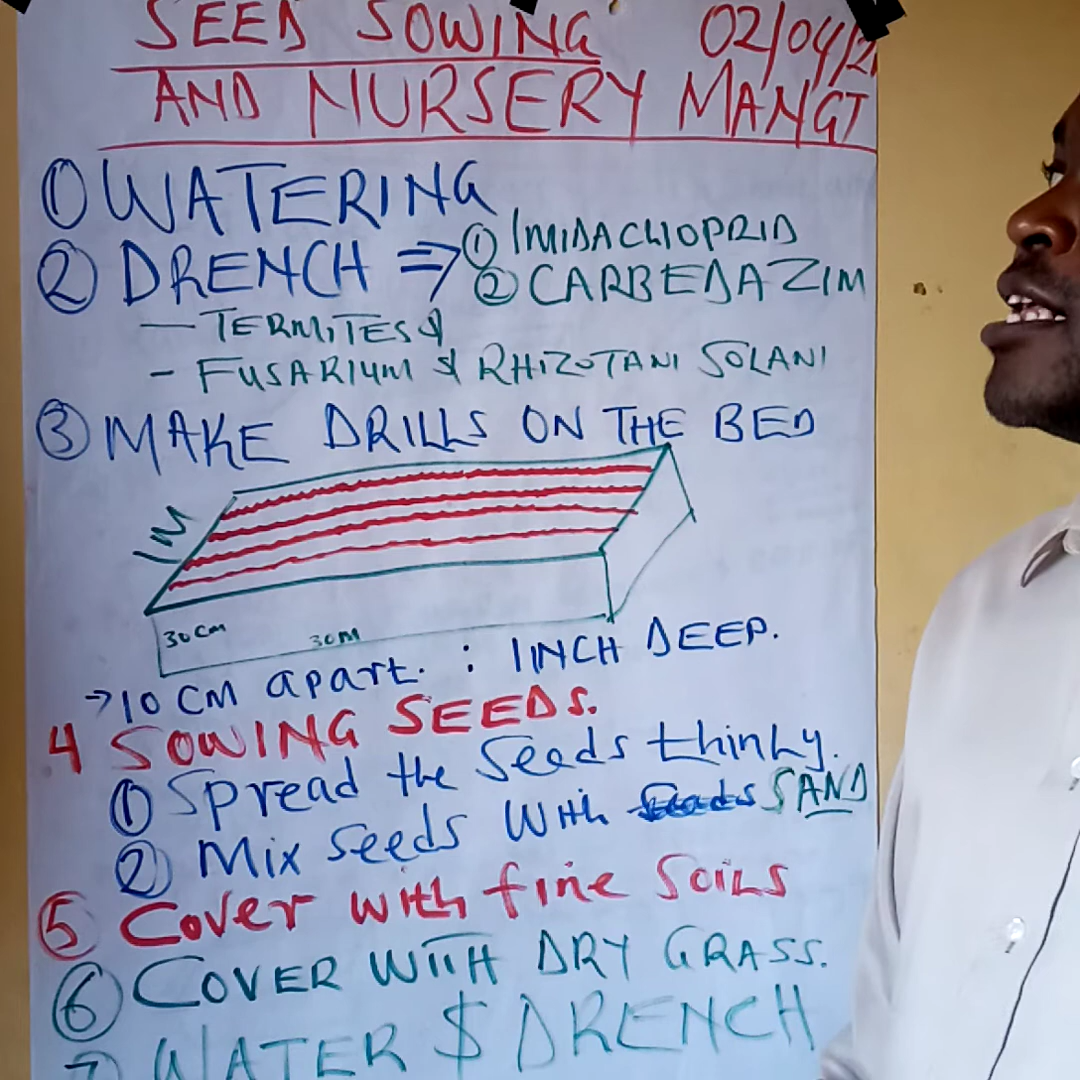 SEED SOWING 02/04/2
AND NURSERY MANGT
① WATERING
② DRENCH ⇒ ① IMIDACLIOPRID
② CARBEDAZIM
— TERMITES &
- FUSARIUM & RHIZOTANI SOLANI
③ MAKE DRILLS ON THE BED
1M
30cm 30M
→10 CM apart. : 1 INCH DEEP.
4 SOWING SEEDS.
① Spread the Seeds thinly.
② Mix Seeds With Seeds SAND
⑤ Cover with fine Soils
⑥ COVER WITH DRY GRASS.
7 WATER $ DRENCH